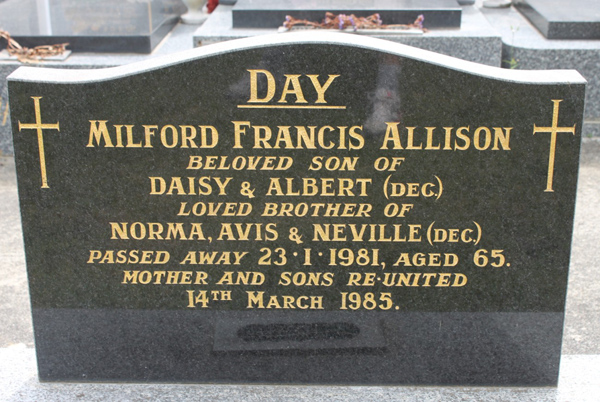 DAY
MILFORD FRANCIS ALLISON
BELOVED SON OF
DAISY & ALBERT (DEC.)
LOVED BROTHER OF
NORMA, AVIS & NEVILLE (DEC.)
PASSED AWAY 23·1·1981, AGED 65.
MOTHER AND SONS RE-UNITED
14TH MARCH 1985.